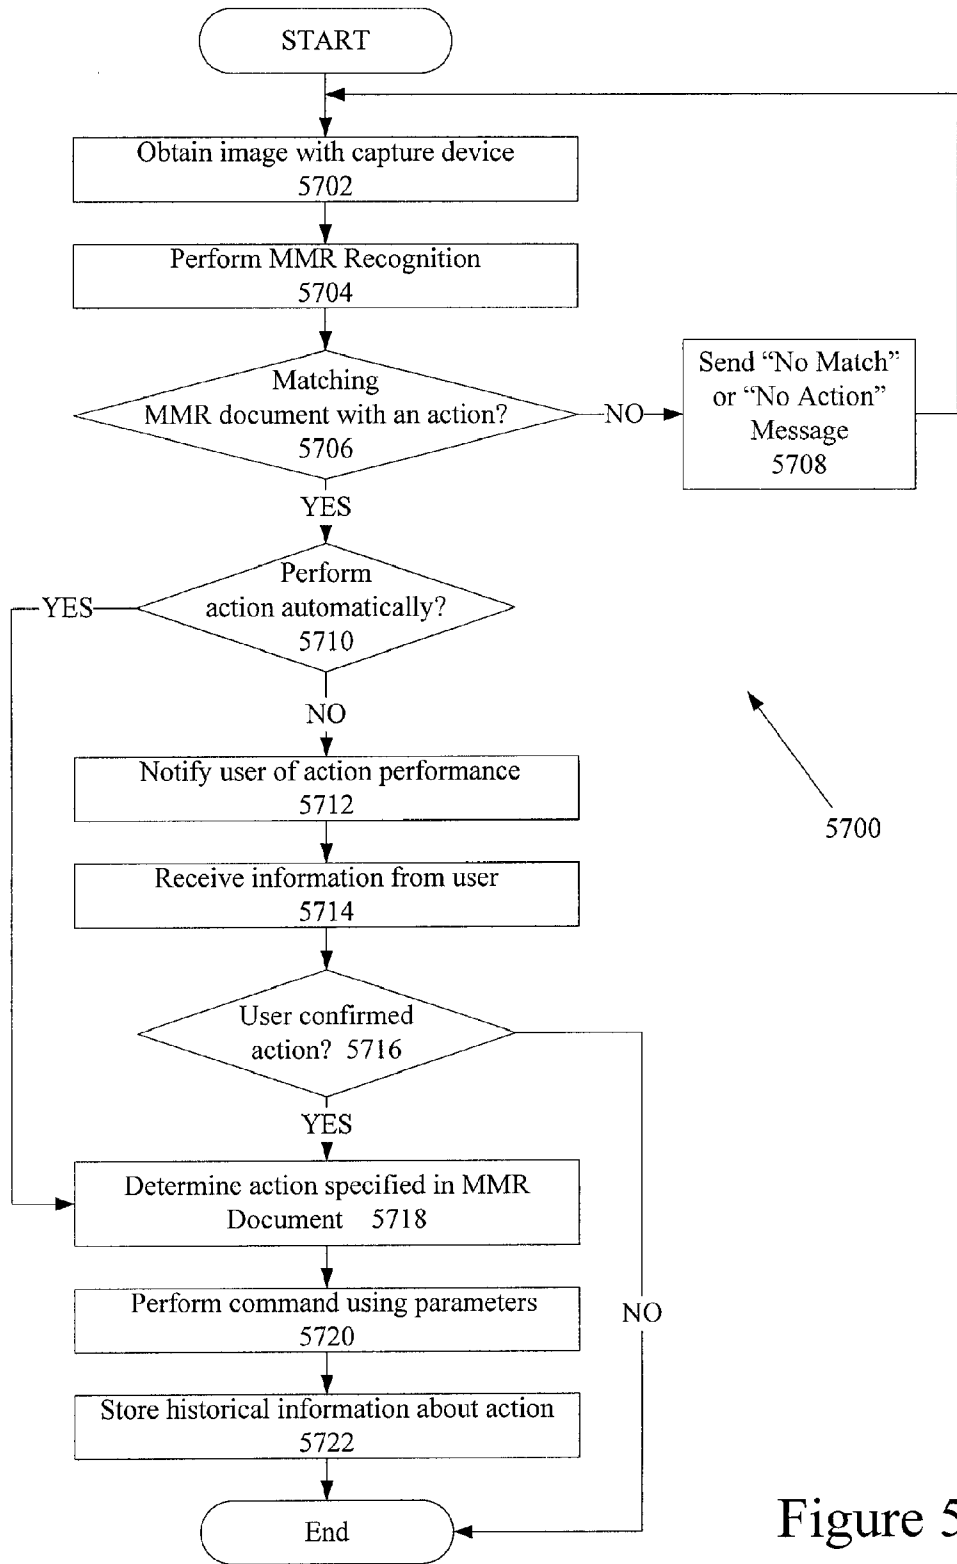 START
Obtain image with capture device
5702
Perform MMR Recognition
5704
Matching
MMR document with an action?
5706
NO
Send “No Match”
or “No Action”
Message
5708
YES
Perform
action automatically?
5710
YES
NO
Notify user of action performance
5712
5700
Receive information from user
5714
User confirmed
action? 5716
YES
Determine action specified in MMR
Document 5718
Perform command using parameters
5720
NO
Store historical information about action
5722
End
Figure 5